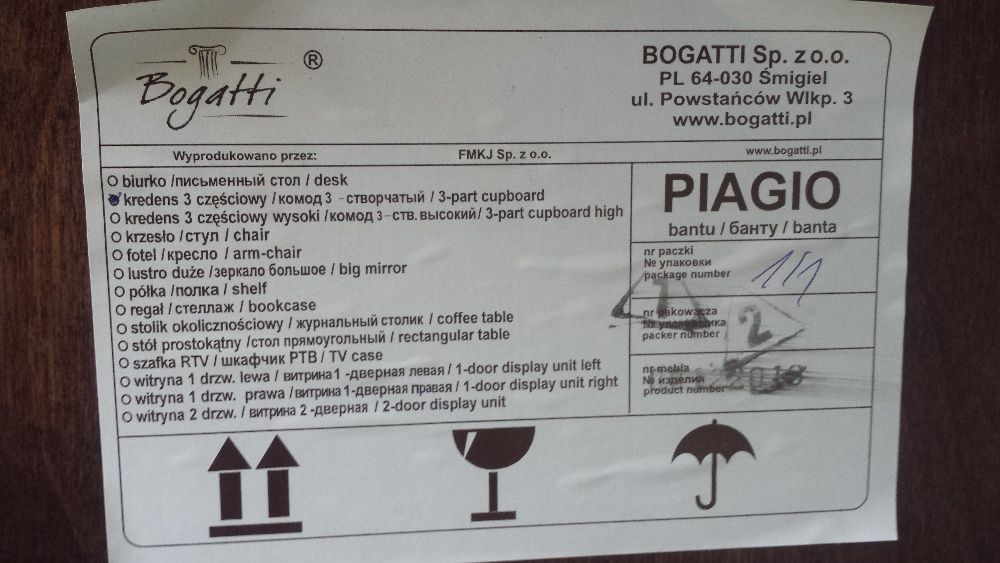 Bogatti ®
BOGATTI Sp. z o.o.
PL 64-030 Śmigiel
ul. Powstańców Wlkp. 3
www.bogatti.pl
Wyprodukowano przez: FMKJ Sp. z o.o. www.bogatti.pl
biurko /письменный стол / desk
kredens 3 częściowy / комод 3 - створчатый / 3-part cupboard
kredens 3 częściowy wysoki / комод 3 - ств. высокий / 3-part cupboard high
krzesło / стул / chair
fotel / кресло / arm-chair
lustro duże /зеркало большое / big mirror
półka /полка / shelf
regał / стеллаж / bookcase
stolik okolicznościowy / журнальный столик / coffee table
stół prostokątny /стол прямоугольный / rectangular table
szafka RTV / шкафчик РТВ / TV case
witryna 1 drzw. lewa / витрина 1 -дверная левая / 1-door display unit left
witryna 1 drzw. prawa /витрина 1-дверная правая / 1-door display unit right
witryna 2 drzw. / витрина 2 -дверная / 2-door display unit
PIAGIO
bantu / банту / banta
nr paczki
№ упаковки
package number
1/1
nr pakowacza
№ упаковщика
packer number
2
nr mebla
№ изделия
product number
2018